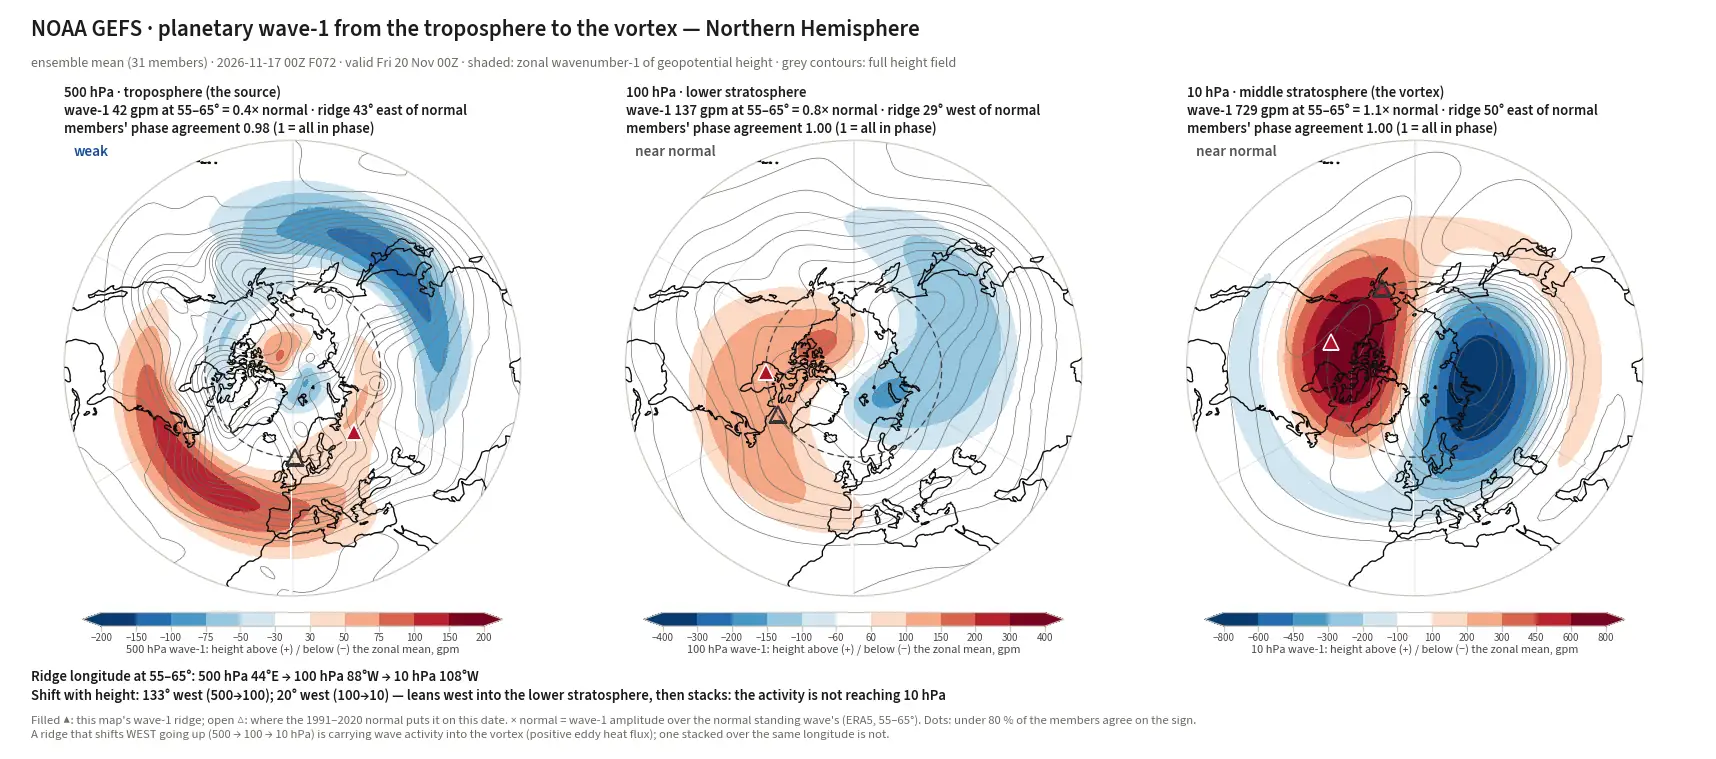 NOAA GEFS · planetary wave-1 from the troposphere to the vortex — Northern Hemisphere
ensemble mean (31 members) · 2026-11-17 00Z F072 · valid Fri 20 Nov 00Z · shaded: zonal wavenumber-1 of geopotential height · grey contours: full height field
500 hPa · troposphere (the source)
wave-1 42 gpm at 55–65° = 0.4× normal · ridge 43° east of normal
members' phase agreement 0.98 (1 = all in phase)
weak
100 hPa · lower stratosphere
wave-1 137 gpm at 55–65° = 0.8× normal · ridge 29° west of normal
members' phase agreement 1.00 (1 = all in phase)
near normal
10 hPa · middle stratosphere (the vortex)
wave-1 729 gpm at 55–65° = 1.1× normal · ridge 50° east of normal
members' phase agreement 1.00 (1 = all in phase)
near normal
−200 −150 −100 −75 −50 −30 30 50 75 100 150 200
500 hPa wave-1: height above (+) / below (−) the zonal mean, gpm
−400 −300 −200 −150 −100 −60 60 100 150 200 300 400
100 hPa wave-1: height above (+) / below (−) the zonal mean, gpm
−800 −600 −450 −300 −200 −100 100 200 300 450 600 800
10 hPa wave-1: height above (+) / below (−) the zonal mean, gpm
Ridge longitude at 55–65°: 500 hPa 44°E → 100 hPa 88°W → 10 hPa 108°W
Shift with height: 133° west (500→100); 20° west (100→10) — leans west into the lower stratosphere, then stacks: the activity is not reaching 10 hPa
Filled ▲: this map's wave-1 ridge; open △: where the 1991–2020 normal puts it on this date. × normal = wave-1 amplitude over the normal standing wave's (ERA5, 55–65°). Dots: under 80 % of the members agree on the sign.
A ridge that shifts WEST going up (500 → 100 → 10 hPa) is carrying wave activity into the vortex (positive eddy heat flux); one stacked over the same longitude is not.